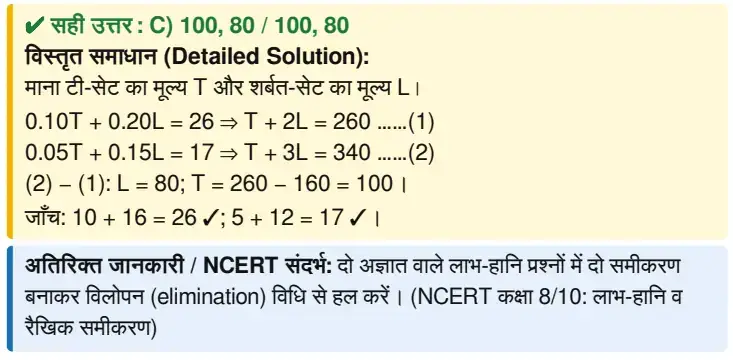 ✔ सही उत्तर : C) 100, 80 / 100, 80
विस्तृत समाधान (Detailed Solution):
माना टी-सेट का मूल्य T और शर्बत-सेट का मूल्य L।
0.10T + 0.20L = 26 ⇒ T + 2L = 260 ......(1)
0.05T + 0.15L = 17 ⇒ T + 3L = 340 ......(2)
(2) − (1): L = 80; T = 260 − 160 = 100।
जाँच: 10 + 16 = 26 ✓; 5 + 12 = 17 ✓।
अतिरिक्त जानकारी / NCERT संदर्भ: दो अज्ञात वाले लाभ-हानि प्रश्नों में दो समीकरण
बनाकर विलोपन (elimination) विधि से हल करें। (NCERT कक्षा 8/10: लाभ-हानि व
रैखिक समीकरण)